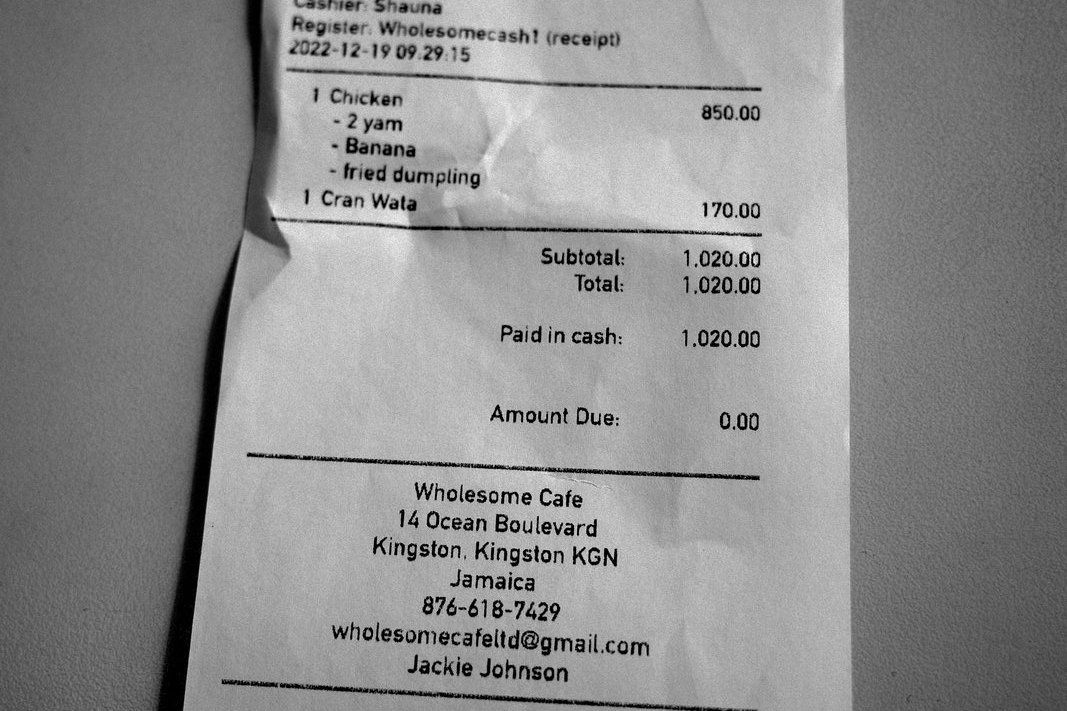 Cashier: Shauna
Register: Wholesomecash1 (receipt)
2022-12-19 09:29:15
1 Chicken 850.00
- 2 yam
- Banana
- fried dumpling
1 Cran Wata 170.00
Subtotal: 1,020.00
Total: 1,020.00
Paid in cash: 1,020.00
Amount Due: 0.00
Wholesome Cafe
14 Ocean Boulevard
Kingston, Kingston KGN
Jamaica
876-618-7429
wholesomecafeltd@gmail.com
Jackie Johnson